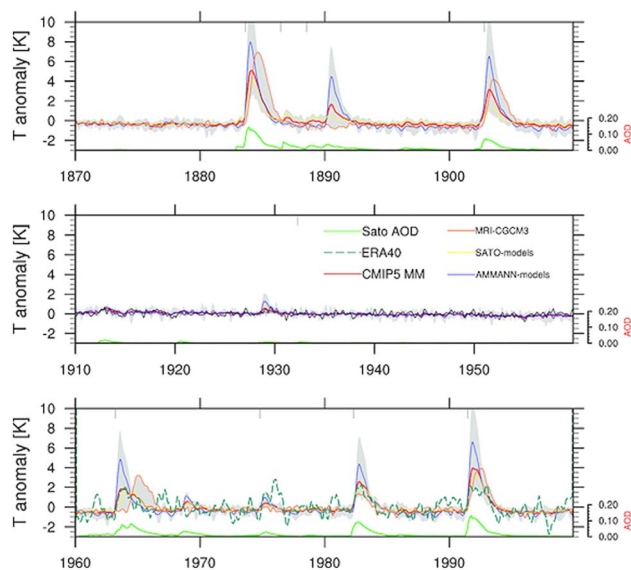 10
8
6
4
2
0
-2
T anomaly [K]
0.20
0.10
0.00
AOD
1870 1880 1890 1900
10
8
6
4
2
0
-2
T anomaly [K]
Sato AOD MRI-CGCM3
ERA40 SATO-models
CMIP5 MM AMMANN-models
0.20
0.10
0.00
AOD
1910 1920 1930 1940 1950
10
8
6
4
2
0
-2
T anomaly [K]
0.20
0.10
0.00
AOD
1960 1970 1980 1990